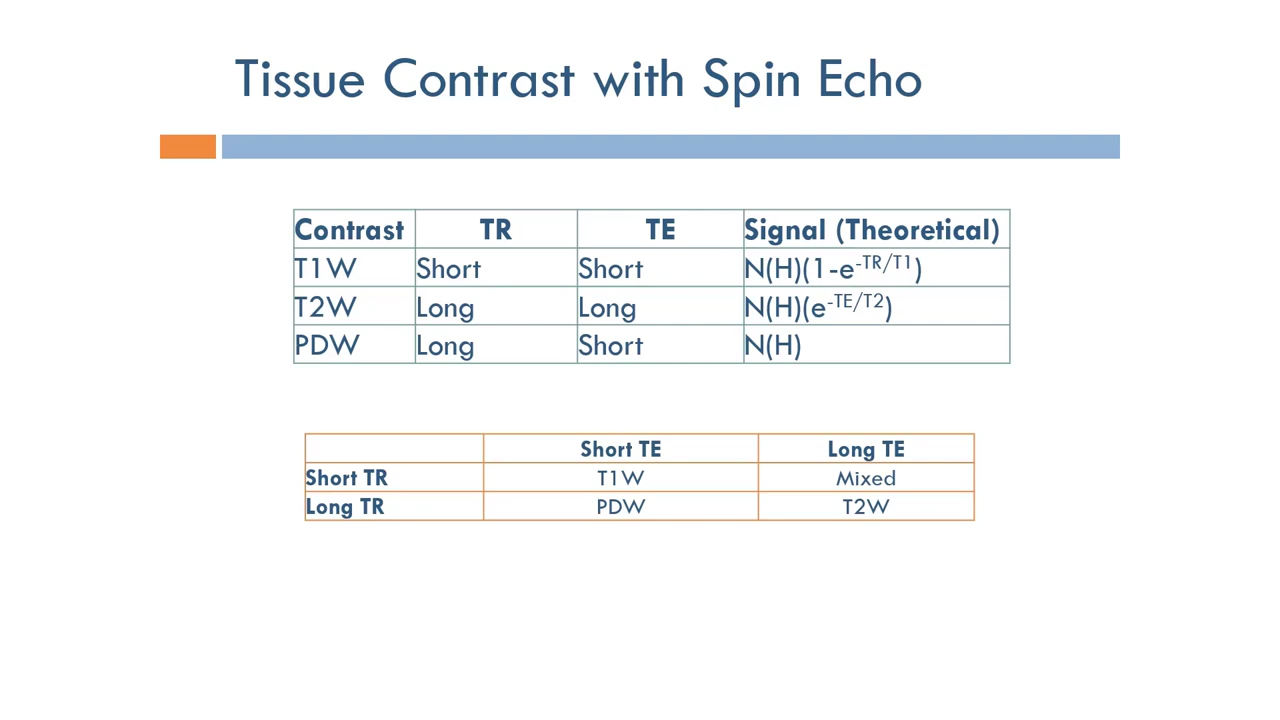 Tissue Contrast with Spin Echo
Contrast TR TE Signal (Theoretical)
T1W Short Short N(H)(1-e^-TR/T1)
T2W Long Long N(H)(e^-TE/T2)
PDW Long Short N(H)
Short TE Long TE
Short TR T1W Mixed
Long TR PDW T2W